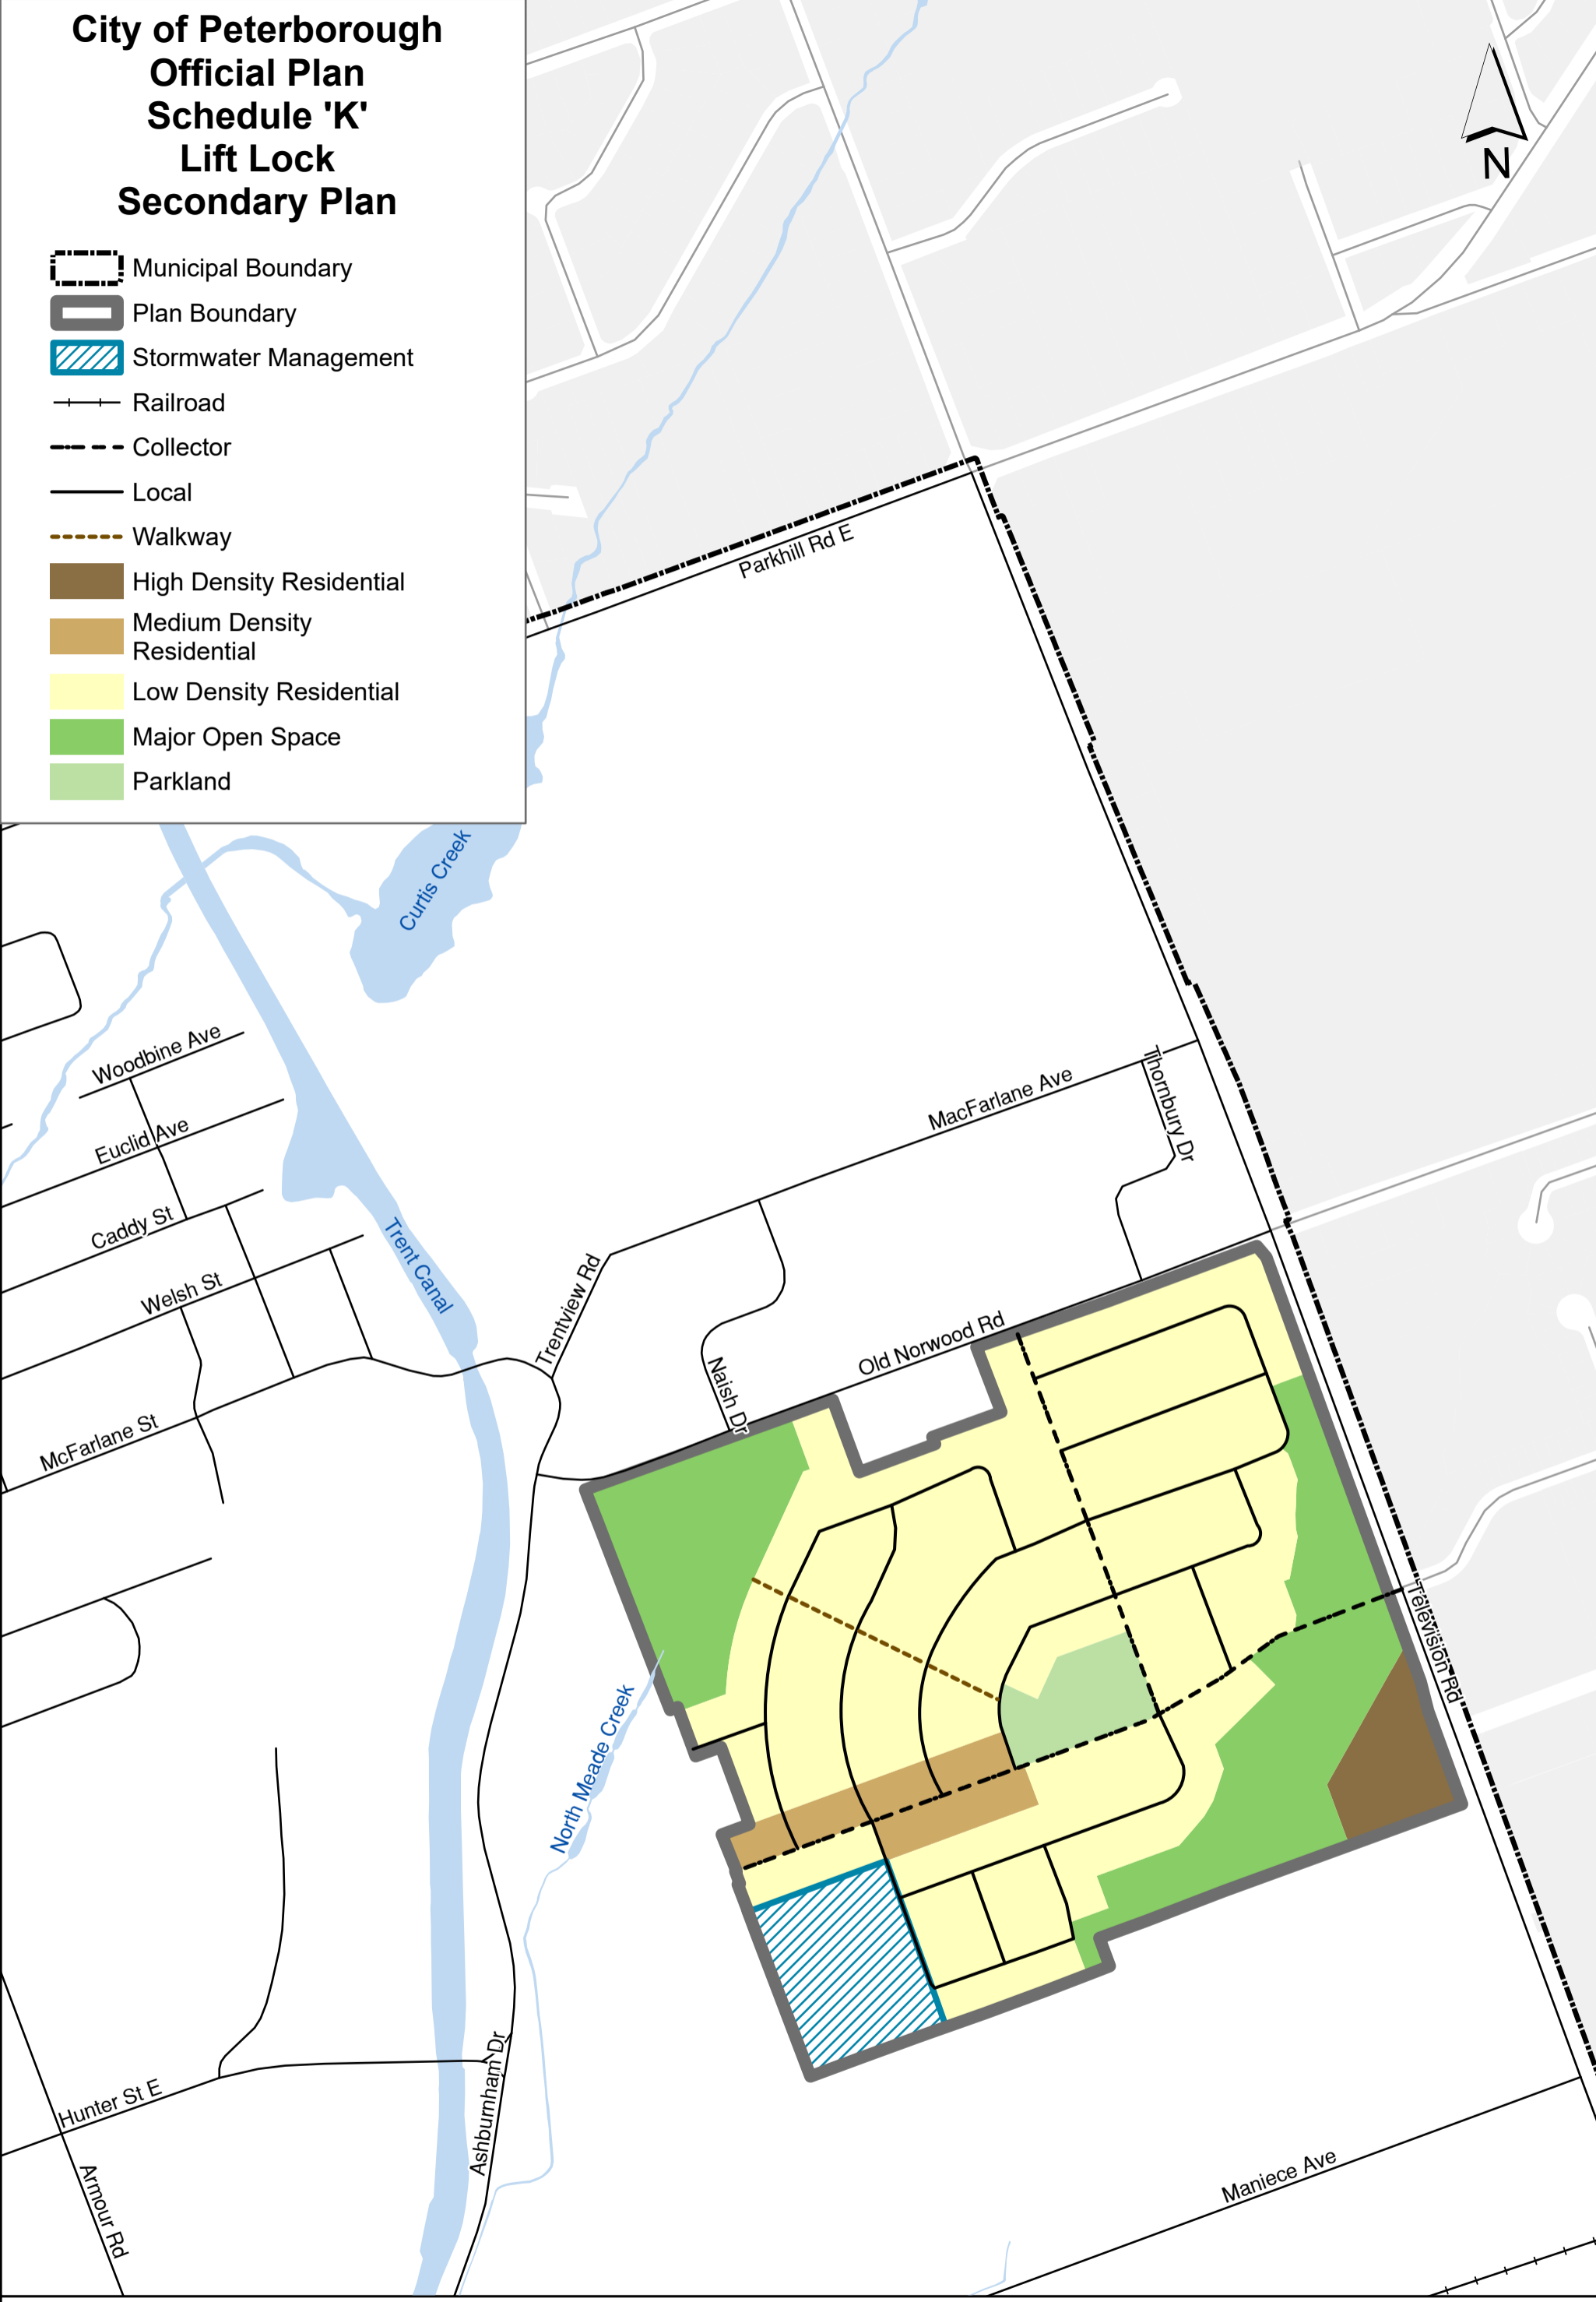 City of Peterborough
Official Plan
Schedule 'K'
Lift Lock
Secondary Plan
Municipal Boundary
Plan Boundary
Stormwater Management
Railroad
Collector
Local
Walkway
High Density Residential
Medium Density
Residential
Low Density Residential
Major Open Space
Parkland
N
Parkhill Rd E
Curtis Creek
Woodbine Ave
Euclid Ave
Caddy St
Welsh St
McFarlane St
Trent Canal
Trentview Rd
MacFarlane Ave
Thornbury Dr
Naish Dr
Old Norwood Rd
Television Rd
North Meade Creek
Ashburnham Dr
Hunter St E
Armour Rd
Maniece Ave